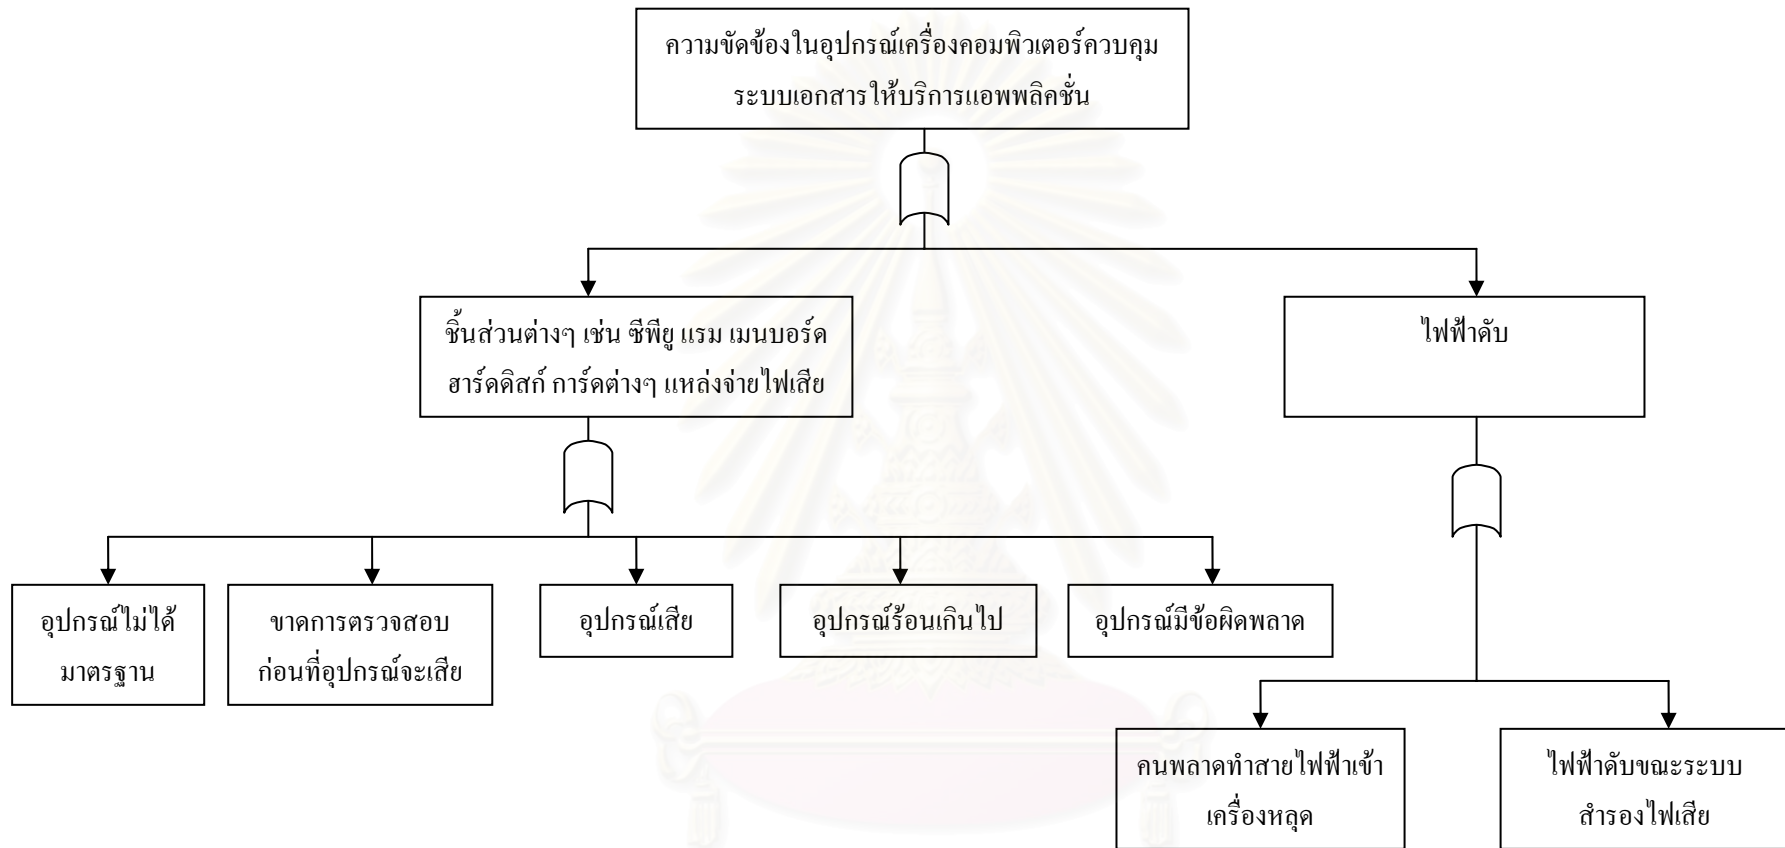 ความขัดข้องในอุปกรณ์เครื่องคอมพิวเตอร์ควบคุม
ระบบเอกสารให้บริการแอพพลิคชั่น
ชิ้นส่วนต่างๆ เช่น ซีพียู แรม เมนบอร์ด
ฮาร์ดดิสก์ การ์ดต่างๆ แหล่งจ่ายไฟเสีย
ไฟฟ้าดับ
อุปกรณ์ไม่ได้
มาตรฐาน
ขาดการตรวจสอบ
ก่อนที่อุปกรณ์จะเสีย
อุปกรณ์เสีย
อุปกรณ์ร้อนเกินไป
อุปกรณ์มีข้อผิดพลาด
คนพลาดทำสายไฟฟ้าเข้า
เครื่องหลุด
ไฟฟ้าดับขณะระบบ
สำรองไฟเสีย